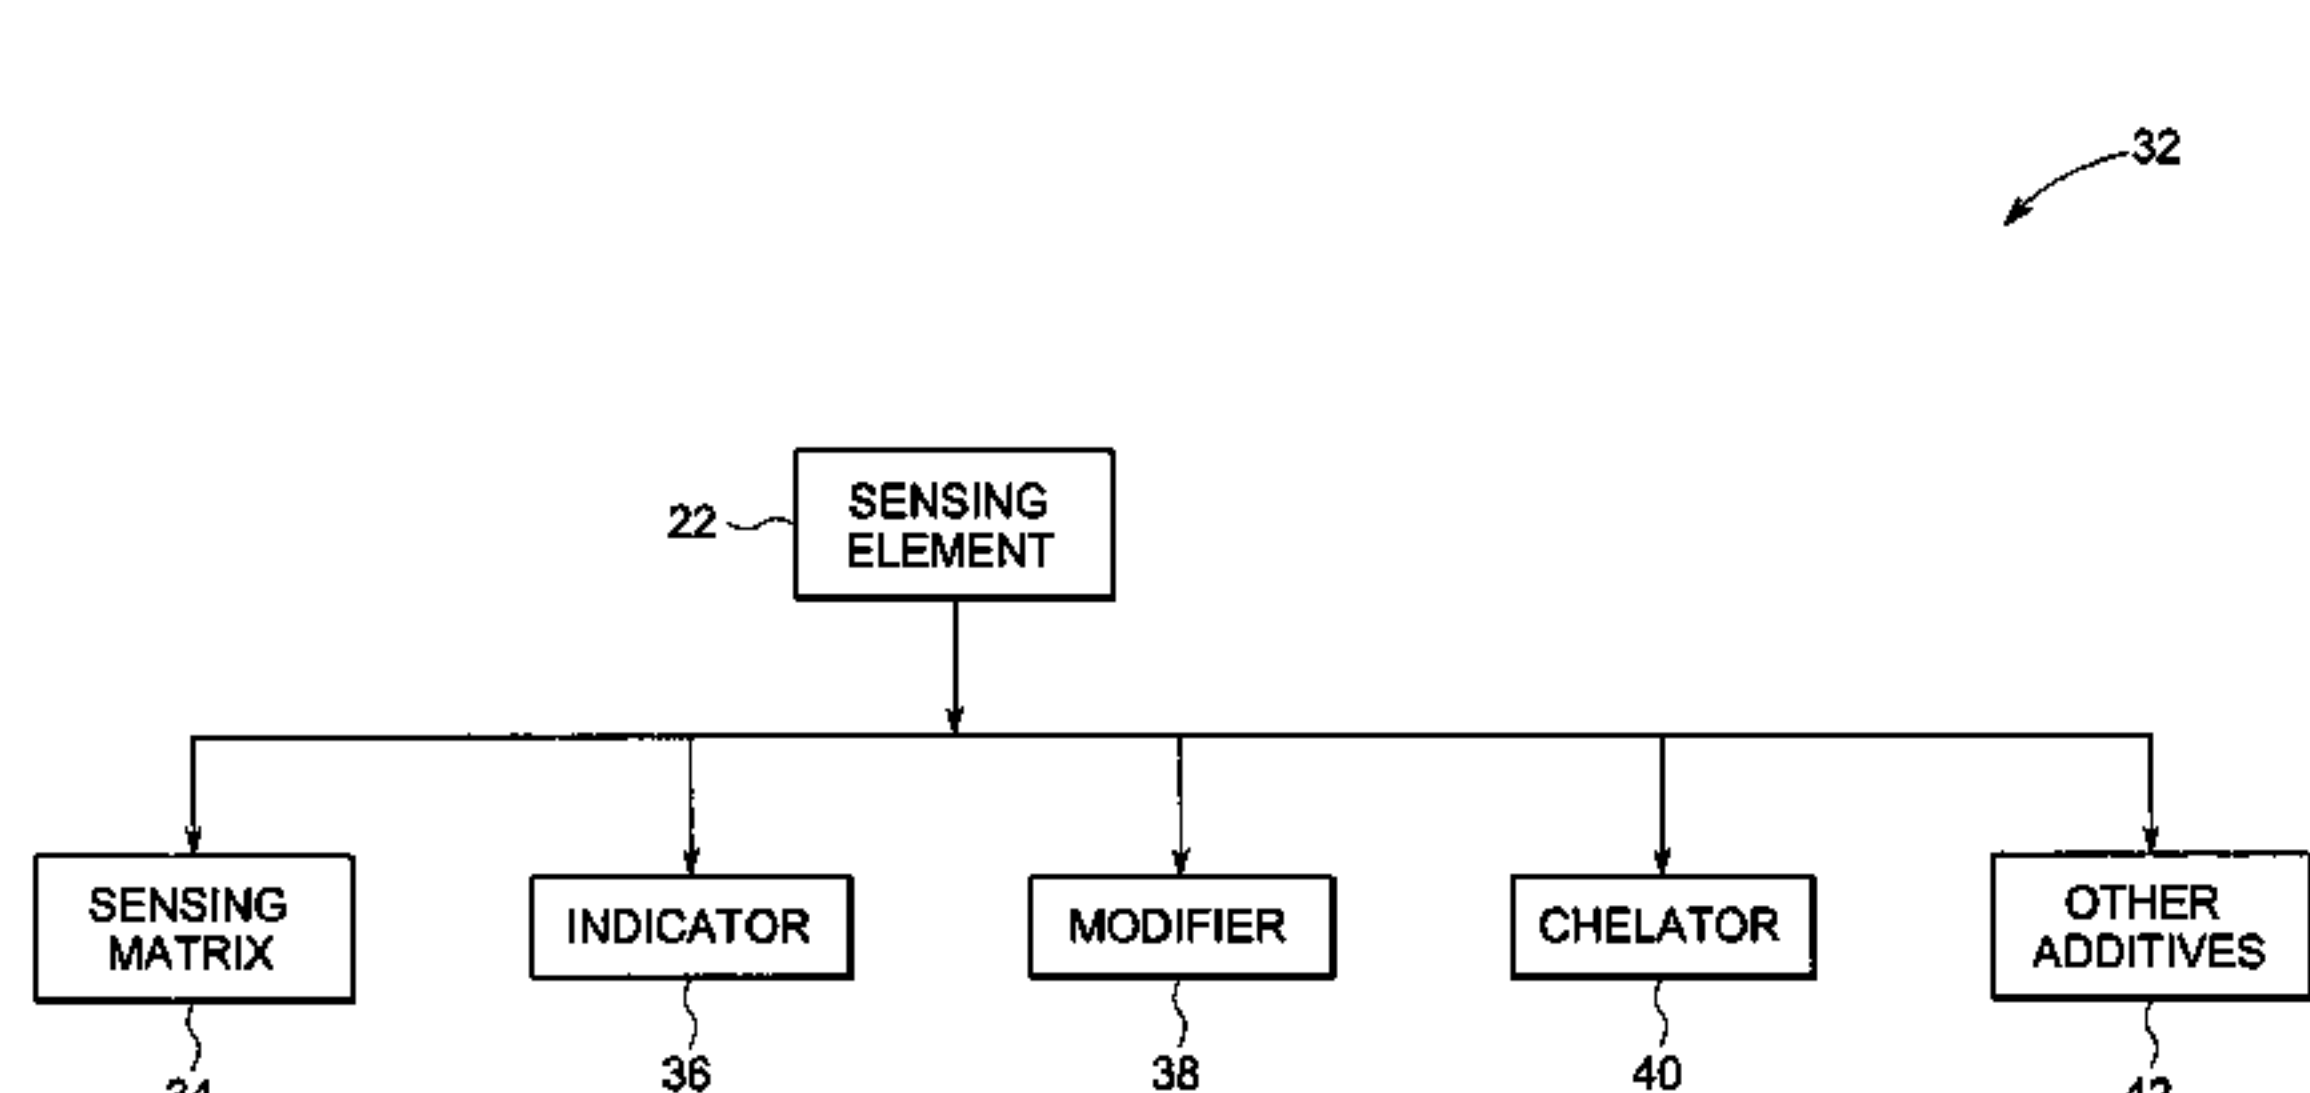 32
22
SENSING
ELEMENT
SENSING
MATRIX
INDICATOR
MODIFIER
CHELATOR
OTHER
ADDITIVES
36
38
40